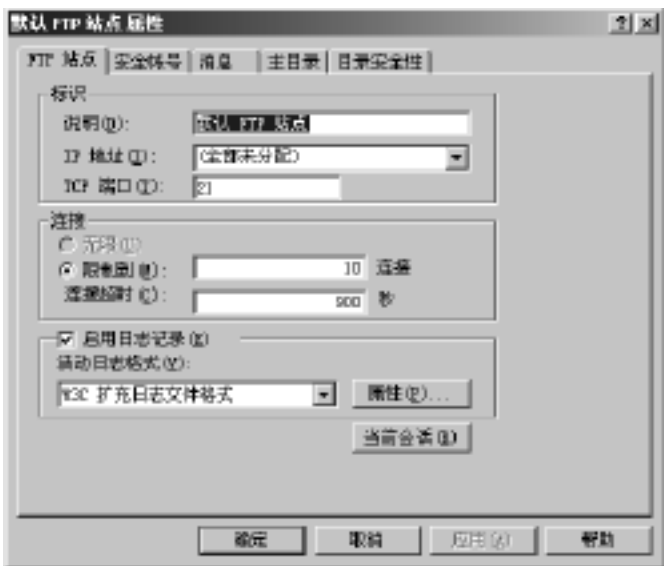 默认 FTP 站点 属性
FTP 站点 安全帐号 消息 主目录 目录安全性
标识
说明(D): 默认 FTP 站点
IP 地址(I): (全部未分配)
TCP 端口(T): 21
连接
无限(U)
限制到(M): 10 连接
连接超时(C): 900 秒
启用日志记录(E)
活动日志格式(V):
W3C 扩充日志文件格式 属性(P)...
当前会话(R)
确定 取消 应用(A) 帮助